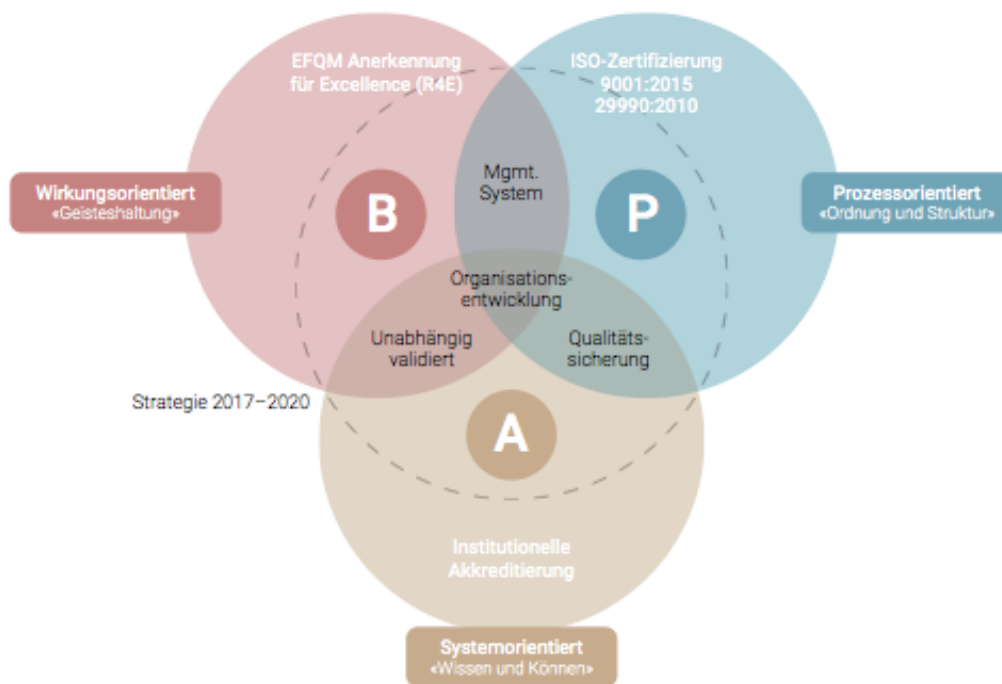 EFQM Anerkennung
für Excellence (R4E)
ISO-Zertifizierung
9001:2015
29990:2010
Mgmt.
System
Wirkungsorientiert
«Geisteshaltung»
B
P
Prozessorientiert
«Ordnung und Struktur»
Organisations-
entwicklung
Unabhängig
validiert
Qualitäts-
sicherung
Strategie 2017–2020
A
Institutionelle
Akkreditierung
Systemorientiert
«Wissen und Können»